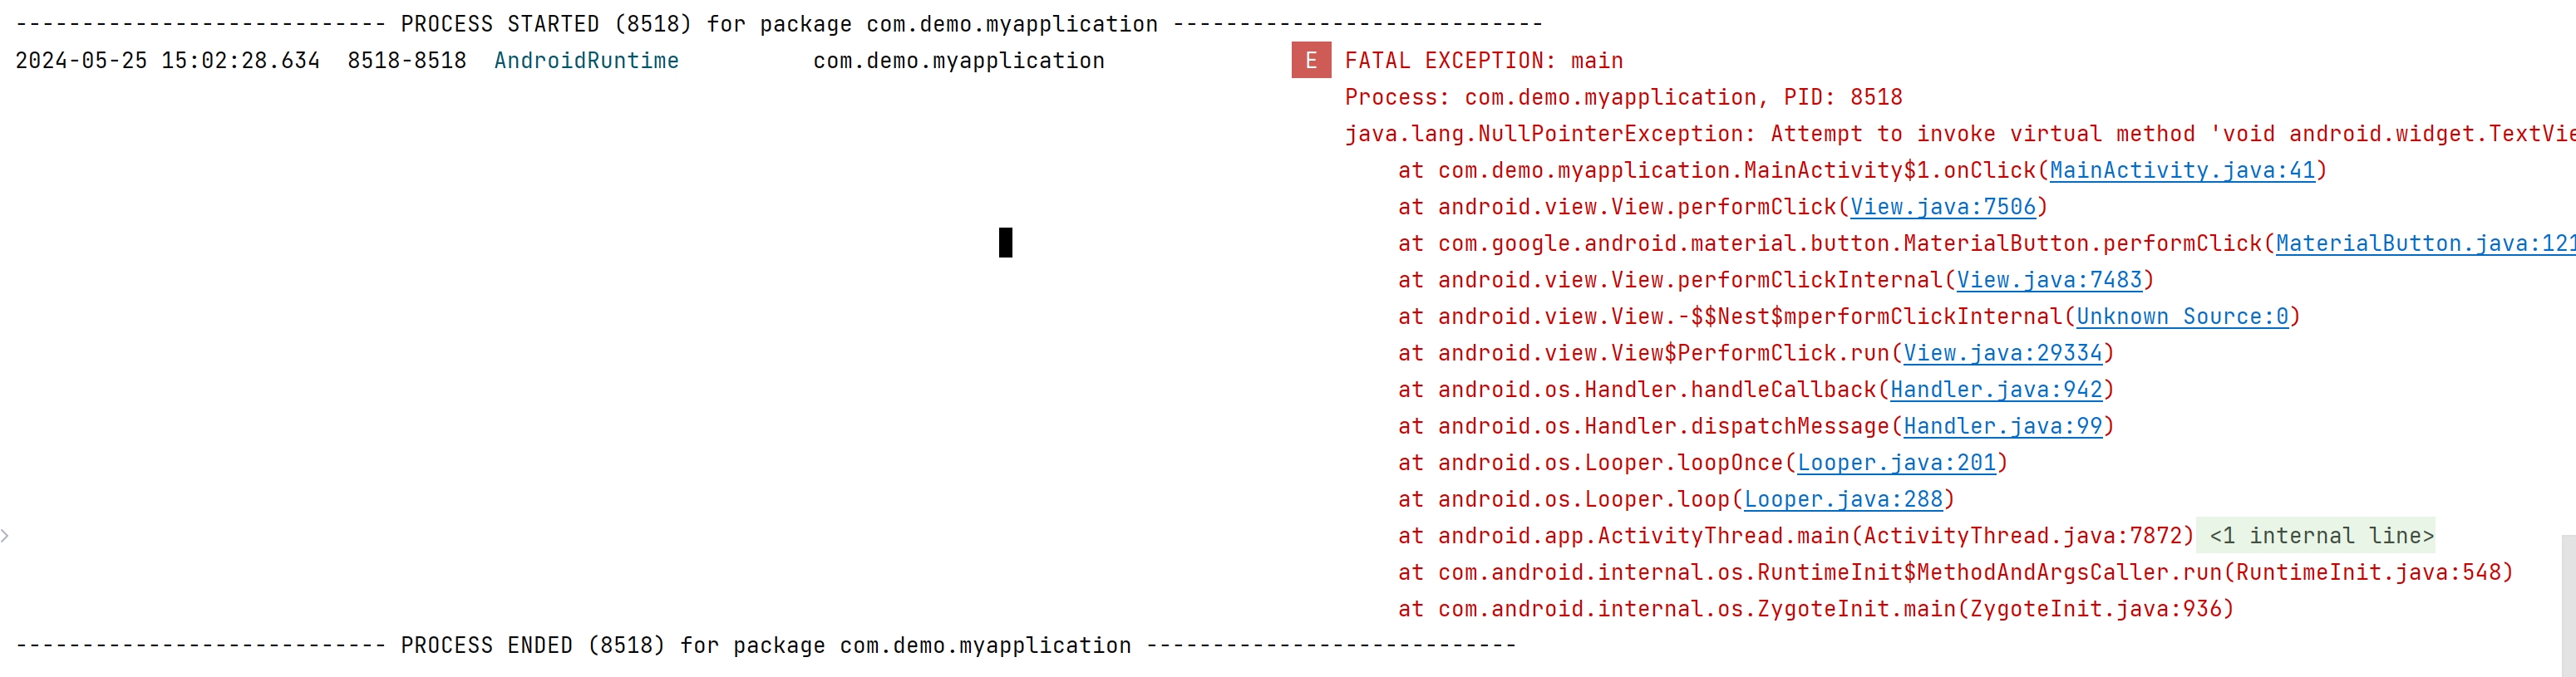 ---------------------------- PROCESS STARTED (8518) for package com.demo.myapplication ----------------------------
2024-05-25 15:02:28.634  8518-8518  AndroidRuntime          com.demo.myapplication              E  FATAL EXCEPTION: main
Process: com.demo.myapplication, PID: 8518
java.lang.NullPointerException: Attempt to invoke virtual method 'void android.widget.TextVie
at com.demo.myapplication.MainActivity$1.onClick(MainActivity.java:41)
at android.view.View.performClick(View.java:7506)
at com.google.android.material.button.MaterialButton.performClick(MaterialButton.java:121
at android.view.View.performClickInternal(View.java:7483)
at android.view.View.-$$Nest$mperformClickInternal(Unknown Source:0)
at android.view.View$PerformClick.run(View.java:29334)
at android.os.Handler.handleCallback(Handler.java:942)
at android.os.Handler.dispatchMessage(Handler.java:99)
at android.os.Looper.loopOnce(Looper.java:201)
at android.os.Looper.loop(Looper.java:288)
at android.app.ActivityThread.main(ActivityThread.java:7872) <1 internal line>
at com.android.internal.os.RuntimeInit$MethodAndArgsCaller.run(RuntimeInit.java:548)
at com.android.internal.os.ZygoteInit.main(ZygoteInit.java:936)
---------------------------- PROCESS ENDED (8518) for package com.demo.myapplication ----------------------------